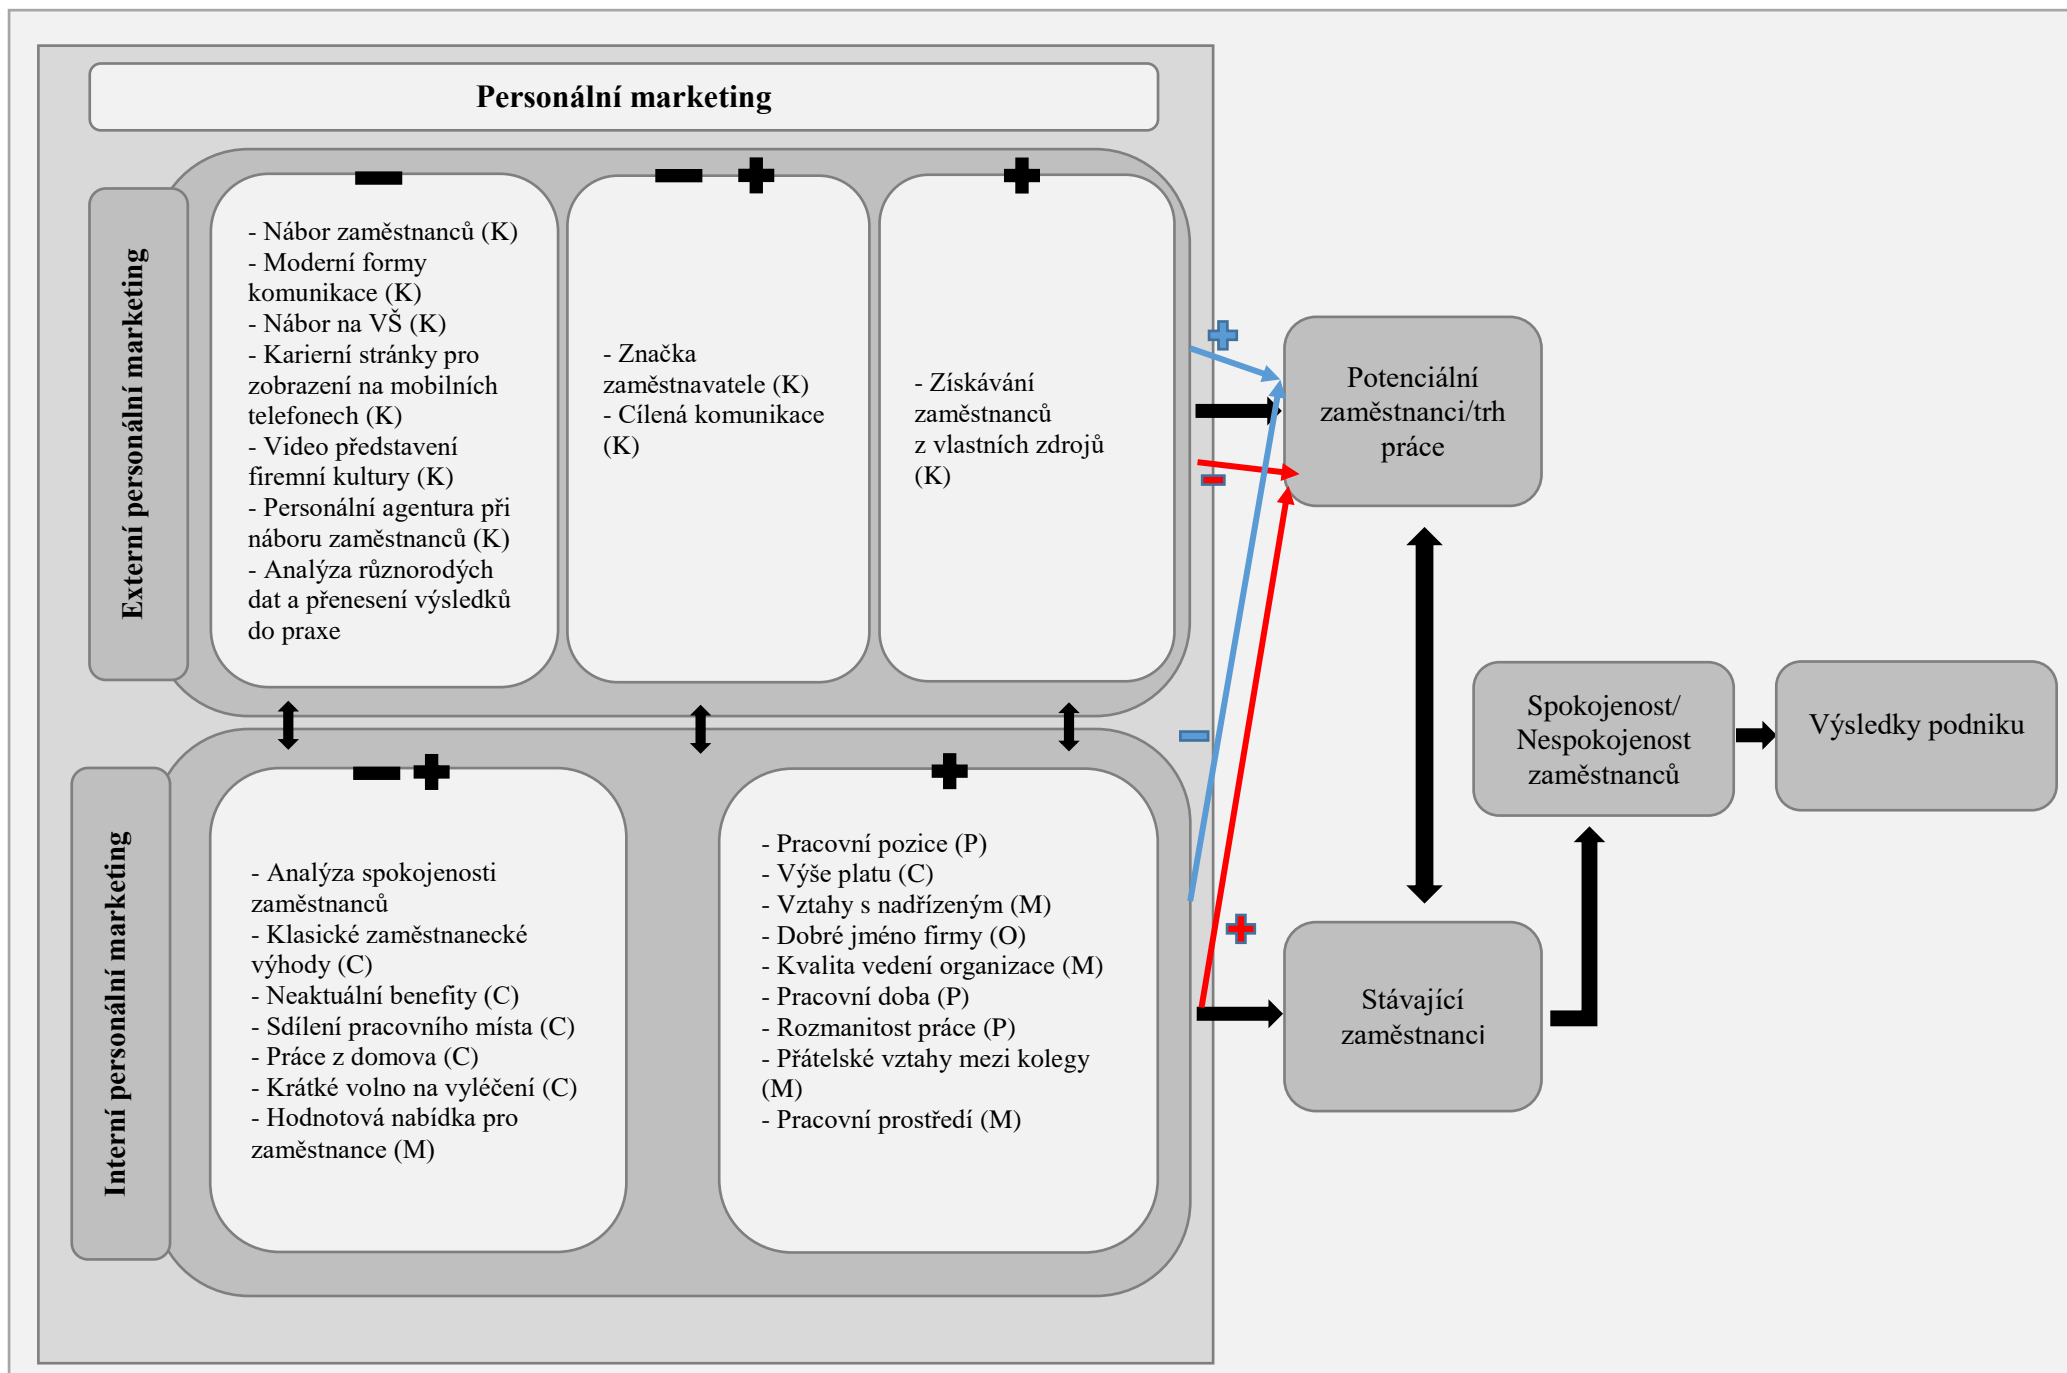 Personální marketing
Externí personální marketing
- Nábor zaměstnanců (K)
- Moderní formy
komunikace (K)
- Nábor na VŠ (K)
- Karierní stránky pro
zobrazení na mobilních
telefonech (K)
- Video představení
firemní kultury (K)
- Personální agentura při
náboru zaměstnanců (K)
- Analýza různorodých
dat a přenesení výsledků
do praxe
- Značka
zaměstnavatele (K)
- Cílená komunikace
(K)
- Získávání
zaměstnanců
z vlastních zdrojů
(K)
Potenciální
zaměstnanci/trh
práce
Interní personální marketing
- Analýza spokojenosti
zaměstnanců
- Klasické zaměstnanecké
výhody (C)
- Neaktuální benefity (C)
- Sdílení pracovního místa (C)
- Práce z domova (C)
- Krátké volno na vyléčení (C)
- Hodnotová nabídka pro
zaměstnance (M)
- Pracovní pozice (P)
- Výše platu (C)
- Vztahy s nadřízeným (M)
- Dobré jméno firmy (O)
- Kvalita vedení organizace (M)
- Pracovní doba (P)
- Rozmanitost práce (P)
- Přátelské vztahy mezi kolegy
(M)
- Pracovní prostředí (M)
Stávající
zaměstnanci
Spokojenost/
Nespokojenost
zaměstnanců
Výsledky podniku